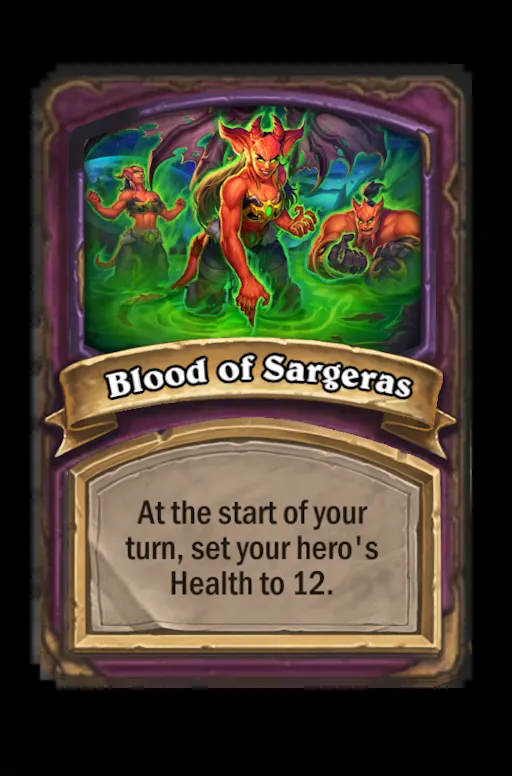 Blood of Sargeras
At the start of your
turn, set your hero's
Health to 12.